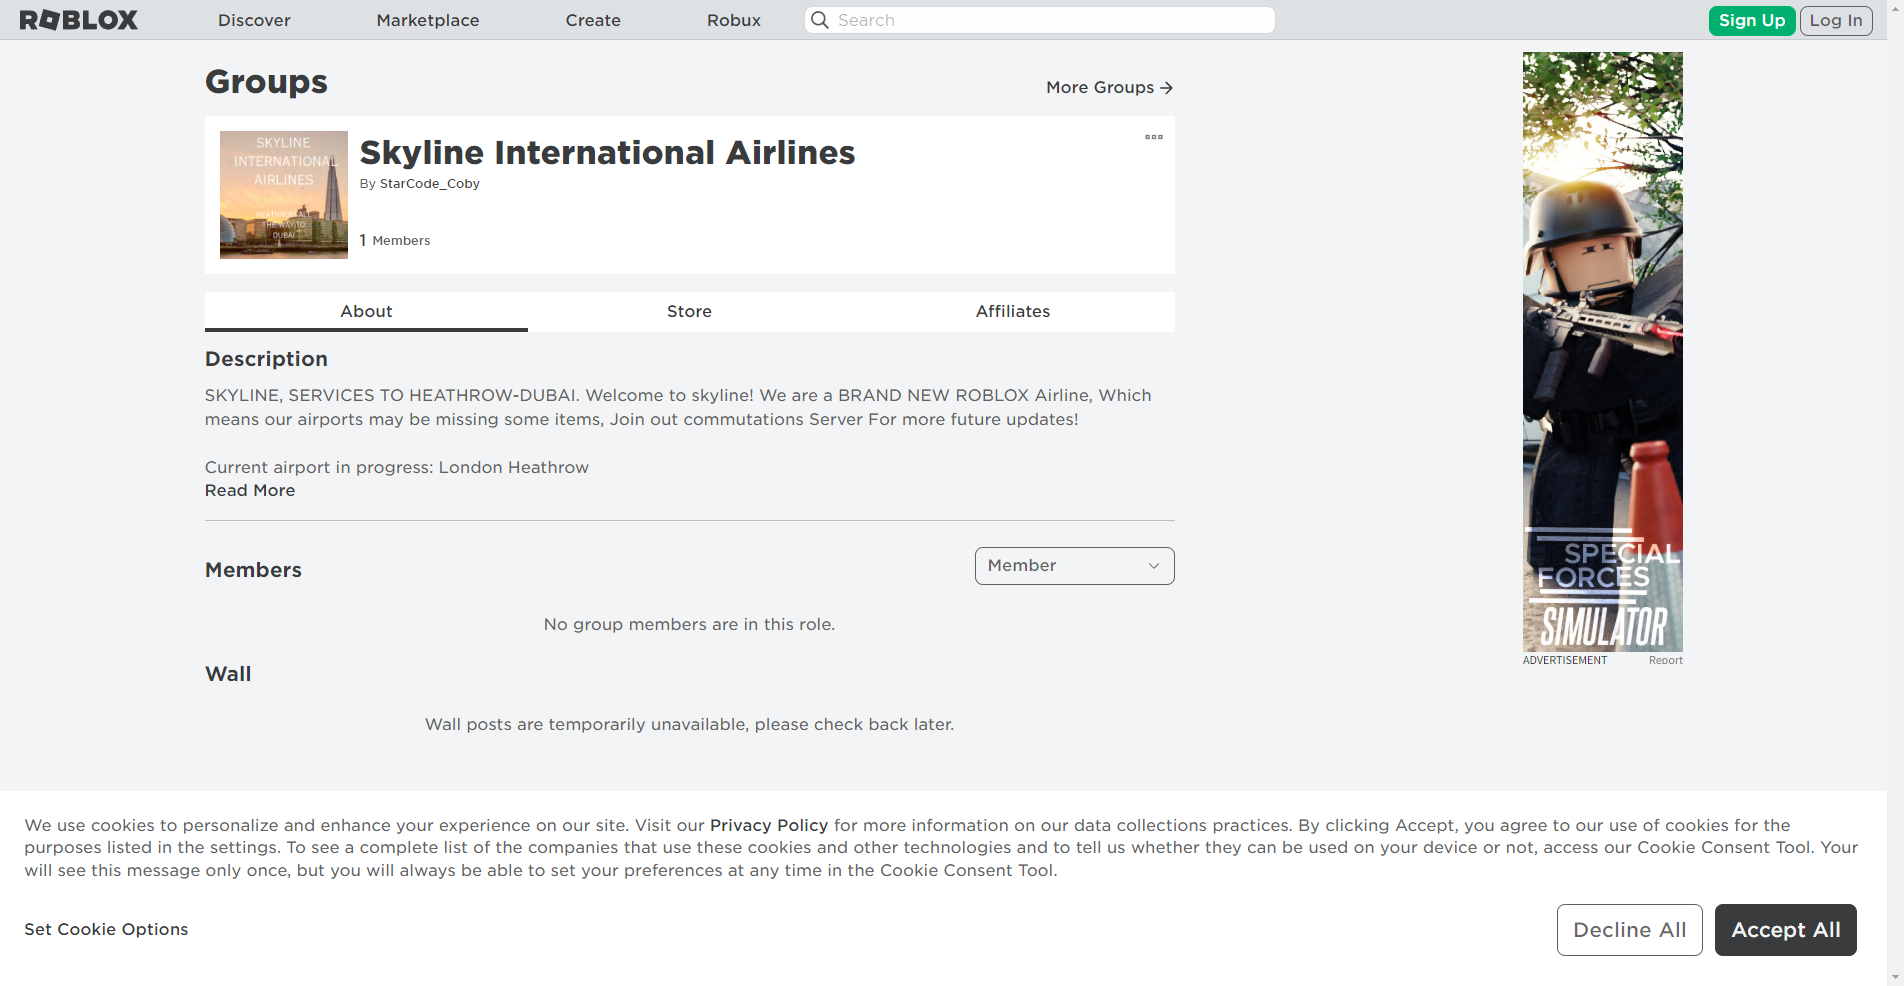 ROBLOX
Discover
Marketplace
Create
Robux
Search
Sign Up
Log In
Groups
More Groups
SKYLINE
INTERNATIONAL
AIRLINES
HEATHROW ALL
THE WAY TO
DUBAI
Skyline International Airlines
By StarCode_Coby
1 Members
About
Store
Affiliates
Description
SKYLINE, SERVICES TO HEATHROW-DUBAI. Welcome to skyline! We are a BRAND NEW ROBLOX Airline, Which
means our airports may be missing some items, Join out commutations Server For more future updates!
Current airport in progress: London Heathrow
Read More
Members
Member
No group members are in this role.
Wall
Wall posts are temporarily unavailable, please check back later.
SPECIAL
FORCES
SIMULATOR
ADVERTISEMENT
Report
We use cookies to personalize and enhance your experience on our site. Visit our Privacy Policy for more information on our data collections practices. By clicking Accept, you agree to our use of cookies for the
purposes listed in the settings. To see a complete list of the companies that use these cookies and other technologies and to tell us whether they can be used on your device or not, access our Cookie Consent Tool. Your
will see this message only once, but you will always be able to set your preferences at any time in the Cookie Consent Tool.
Set Cookie Options
Decline All
Accept All